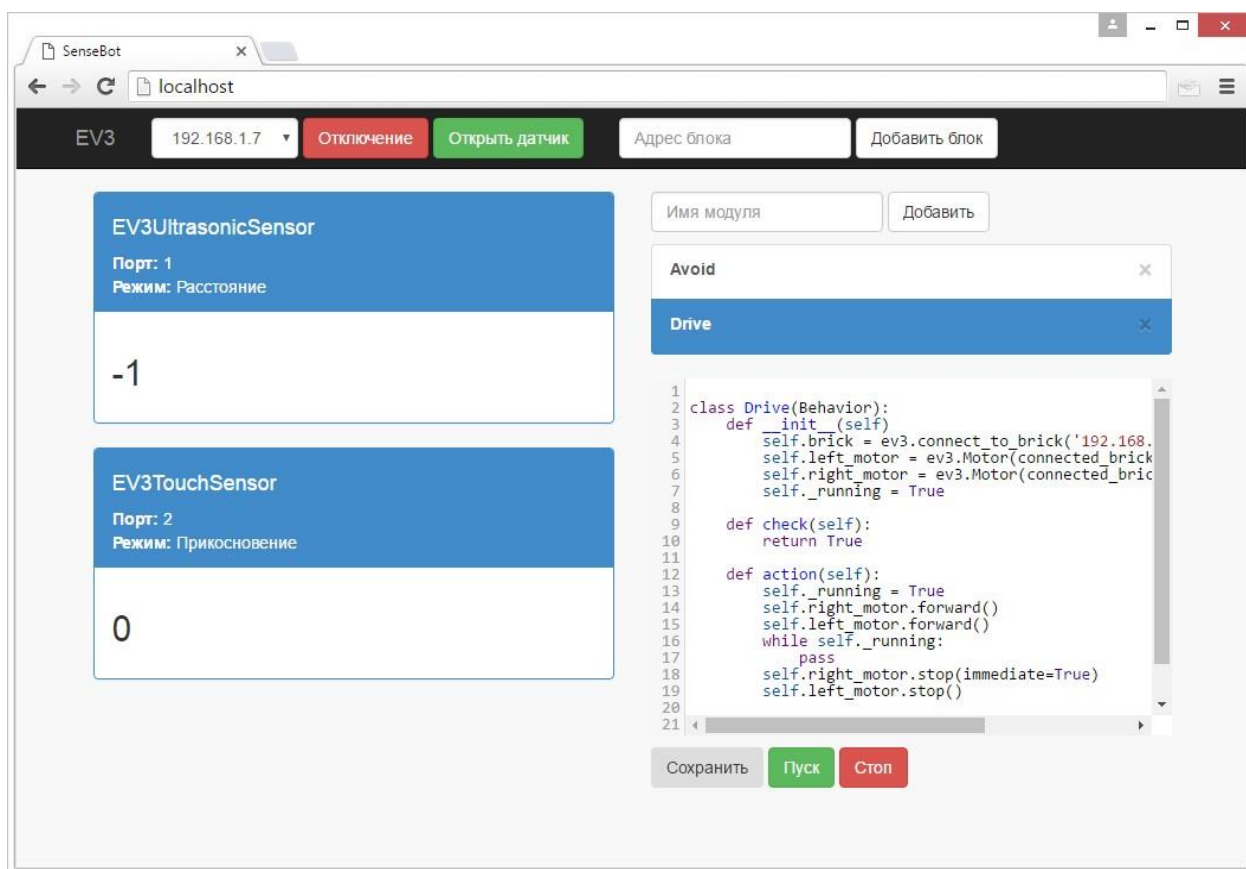 SenseBot
localhost
EV3 192.168.1.7 Отключение Открыть датчик Адрес блока Добавить блок
EV3UltrasonicSensor
Порт: 1
Режим: Расстояние
-1
EV3TouchSensor
Порт: 2
Режим: Прикосновение
0
Имя модуля Добавить
Avoid
Drive
1
2 class Drive(Behavior):
3     def __init__(self)
4         self.brick = ev3.connect_to_brick('192.168.
5         self.left_motor = ev3.Motor(connected_brick
6         self.right_motor = ev3.Motor(connected_bric
7         self._running = True
8
9     def check(self):
10         return True
11
12     def action(self):
13         self._running = True
14         self.right_motor.forward()
15         self.left_motor.forward()
16         while self._running:
17             pass
18         self.right_motor.stop(immediate=True)
19         self.left_motor.stop()
20
21
Сохранить Пуск Стоп